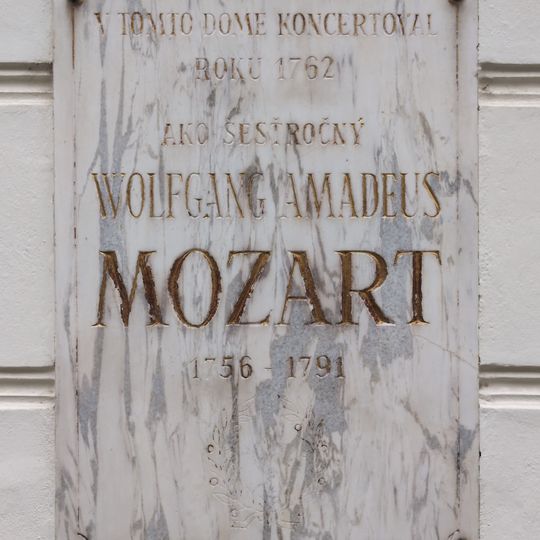 V TOMTO DOME KONCERTOVAL
ROKU 1762
AKO ŠESŤROČNÝ
WOLFGANG AMADEUS
MOZART
1756 - 1791